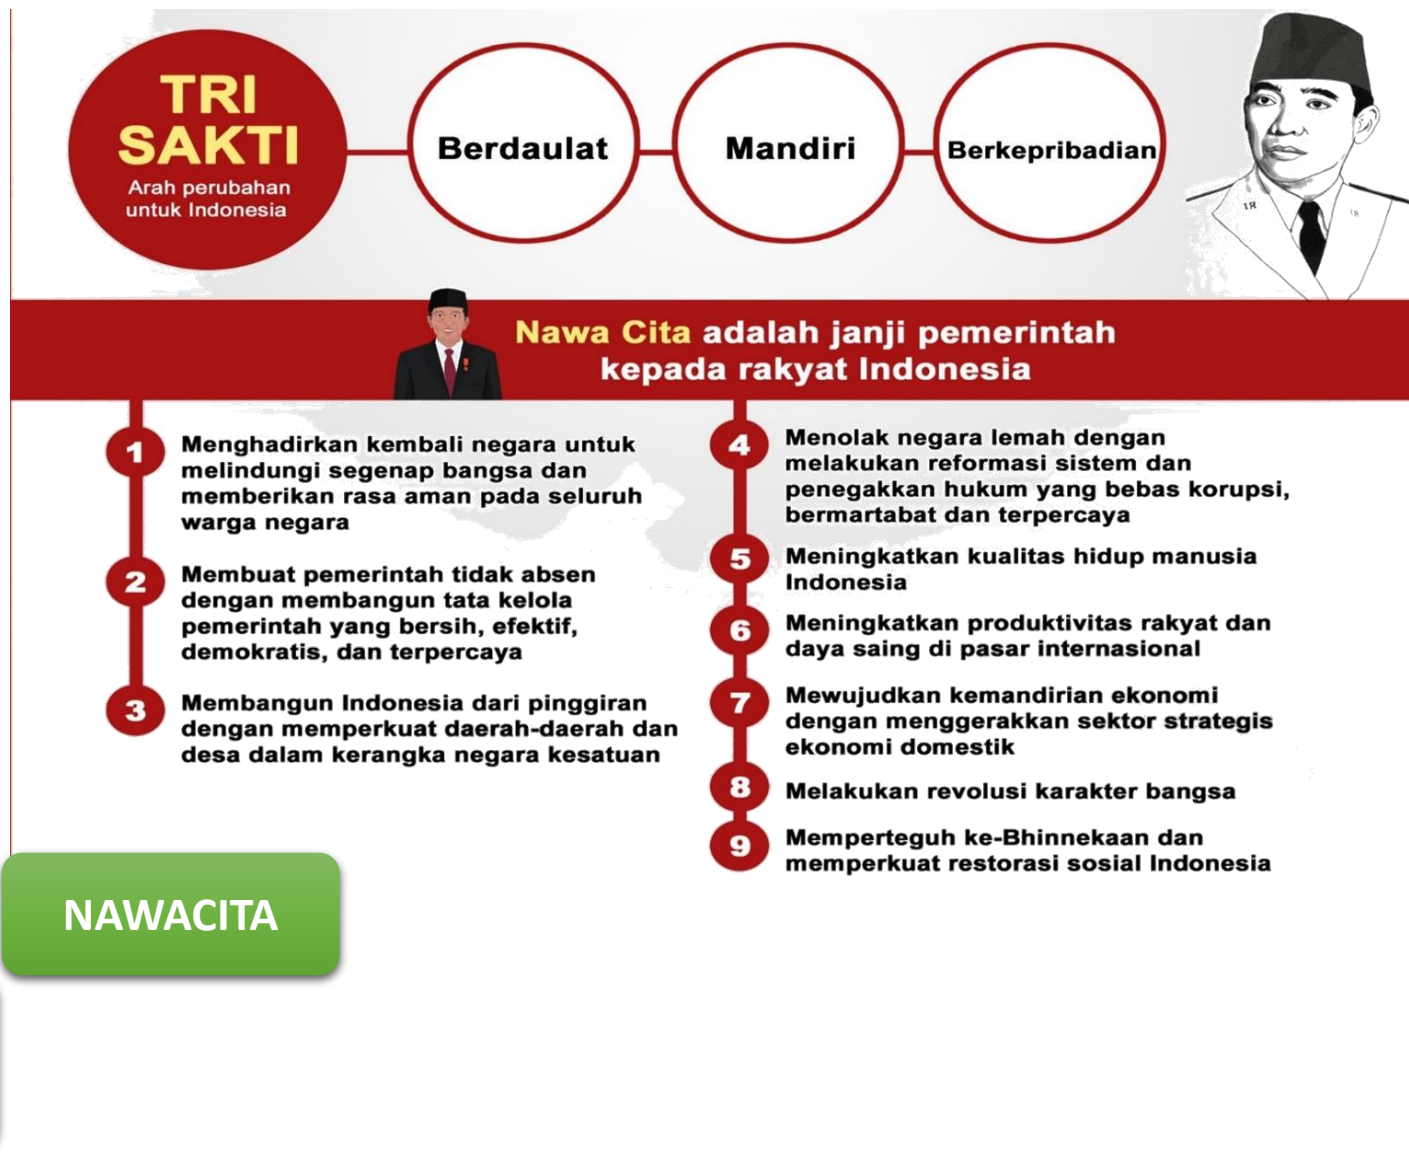 TRI
SAKTI
Arah perubahan
untuk Indonesia
Berdaulat
Mandiri
Berkepribadian
Nawa Cita adalah janji pemerintah
kepada rakyat Indonesia
1
Menghadirkan kembali negara untuk
melindungi segenap bangsa dan
memberikan rasa aman pada seluruh
warga negara
2
Membuat pemerintah tidak absen
dengan membangun tata kelola
pemerintah yang bersih, efektif,
demokratis, dan terpercaya
3
Membangun Indonesia dari pinggiran
dengan memperkuat daerah-daerah dan
desa dalam kerangka negara kesatuan
4
Menolak negara lemah dengan
melakukan reformasi sistem dan
penegakkan hukum yang bebas korupsi,
bermartabat dan terpercaya
5
Meningkatkan kualitas hidup manusia
Indonesia
6
Meningkatkan produktivitas rakyat dan
daya saing di pasar internasional
7
Mewujudkan kemandirian ekonomi
dengan menggerakkan sektor strategis
ekonomi domestik
8
Melakukan revolusi karakter bangsa
9
Memperteguh ke-Bhinnekaan dan
memperkuat restorasi sosial Indonesia
NAWACITA